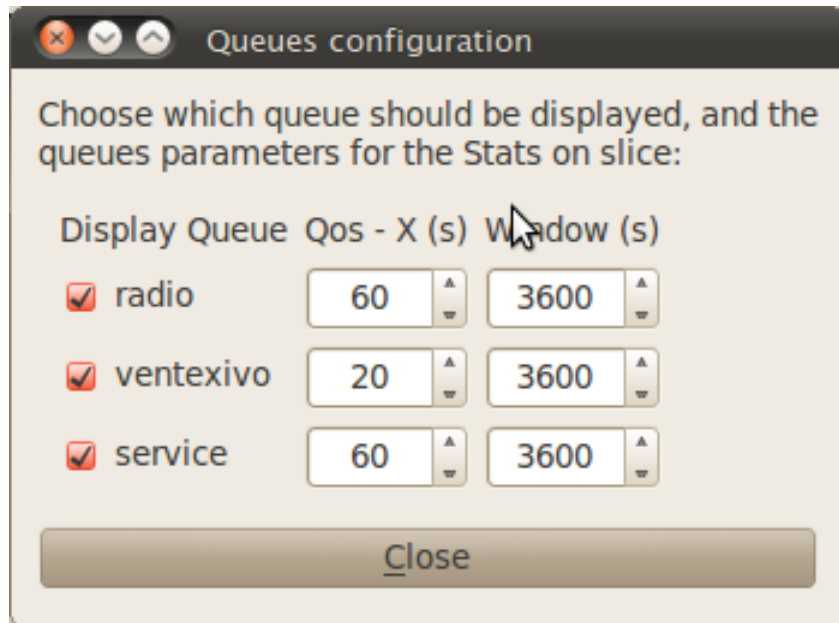 Queues configuration
Choose which queue should be displayed, and the
queues parameters for the Stats on slice:
Display Queue Qos - X (s) Window (s)
radio 60 3600
ventexivo 20 3600
service 60 3600
Close